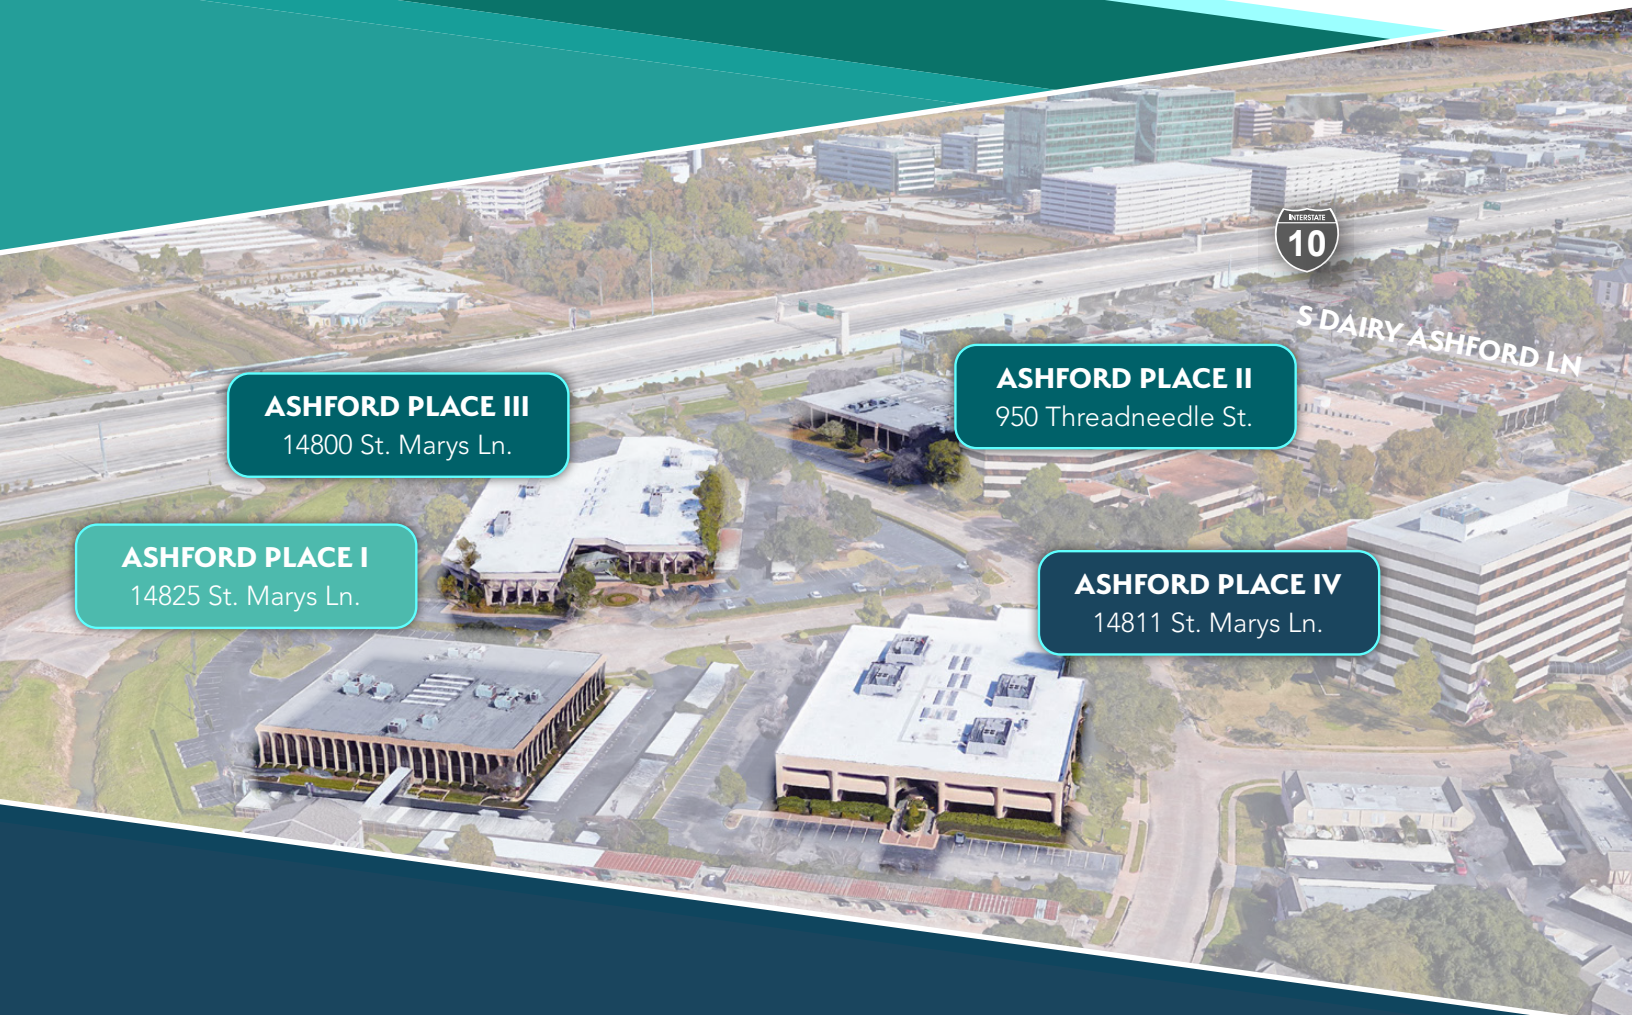 INTERSTATE
10
S DAIRY ASHFORD LN
ASHFORD PLACE II
950 Threadneedle St.
ASHFORD PLACE III
14800 St. Marys Ln.
ASHFORD PLACE I
14825 St. Marys Ln.
ASHFORD PLACE IV
14811 St. Marys Ln.